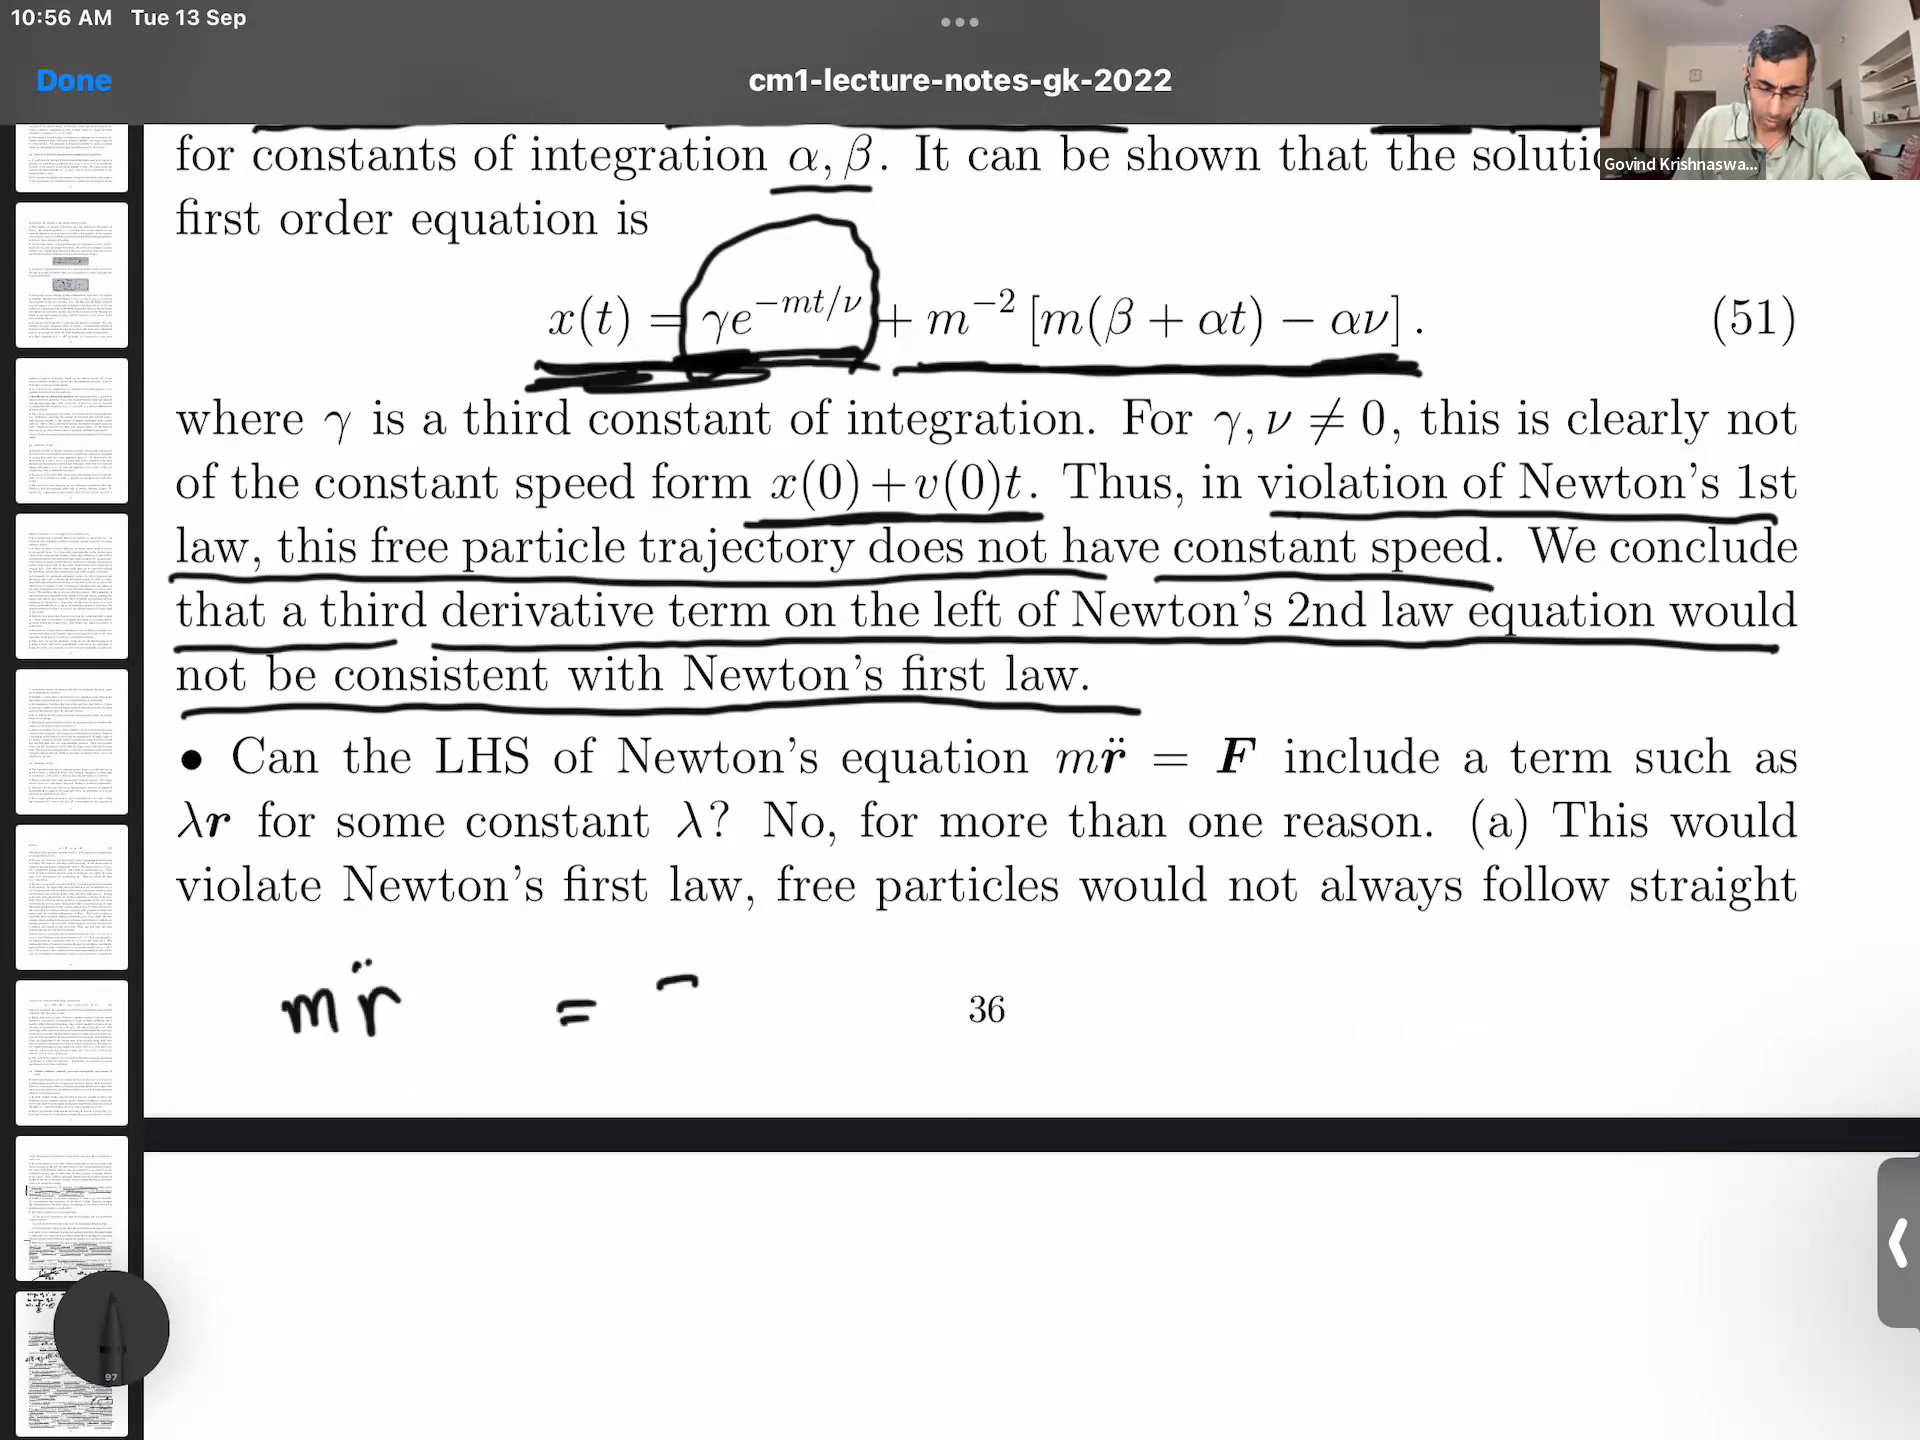 10:56 AM Tue 13 Sep
Done
cm1-lecture-notes-gk-2022
Govind Krishnaswa...
for constants of integration α, β. It can be shown that the solutio
first order equation is
x(t) = γe^{−mt/ν} + m^{−2} [m(β + αt) − αν] . (51)
where γ is a third constant of integration. For γ, ν ≠ 0, this is clearly not
of the constant speed form x(0)+v(0)t. Thus, in violation of Newton's 1st
law, this free particle trajectory does not have constant speed. We conclude
that a third derivative term on the left of Newton's 2nd law equation would
not be consistent with Newton's first law.
• Can the LHS of Newton's equation mr̈ = F include a term such as
λr for some constant λ? No, for more than one reason. (a) This would
violate Newton's first law, free particles would not always follow straight
mr̈ =
36
97